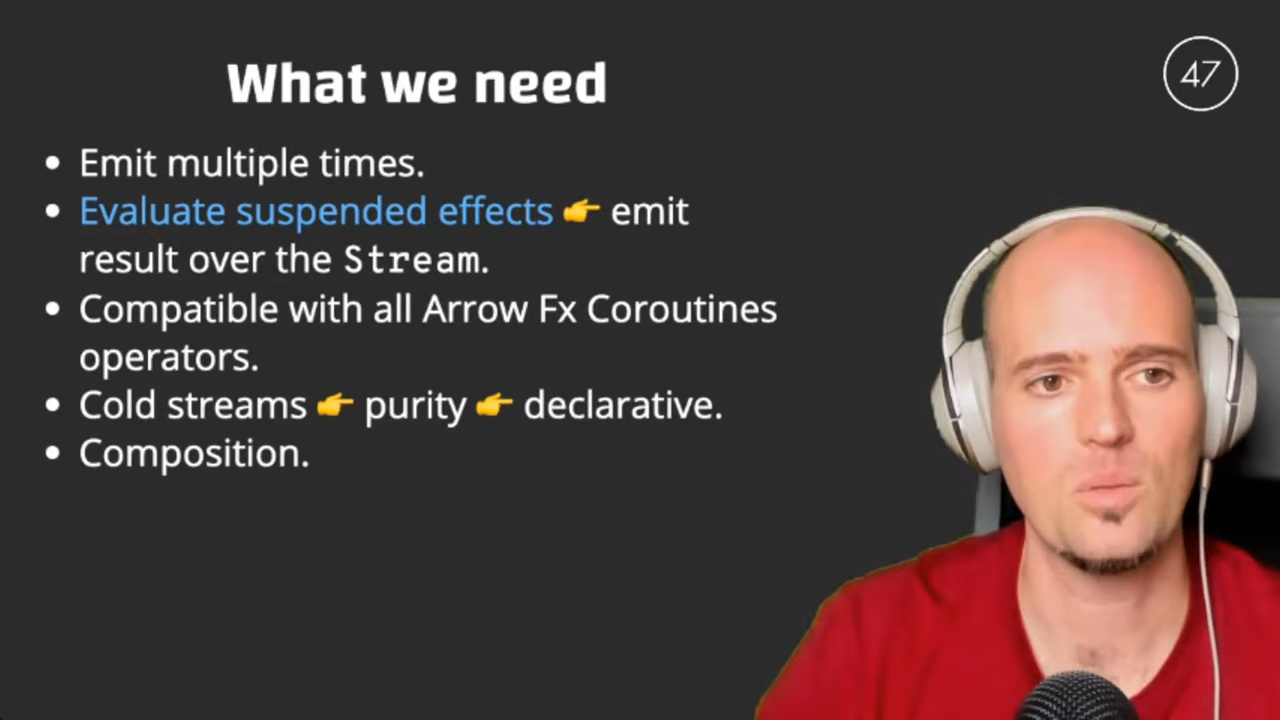 What we need
47
• Emit multiple times.
• Evaluate suspended effects 👉 emit
result over the Stream.
• Compatible with all Arrow Fx Coroutines
operators.
• Cold streams 👉 purity 👉 declarative.
• Composition.